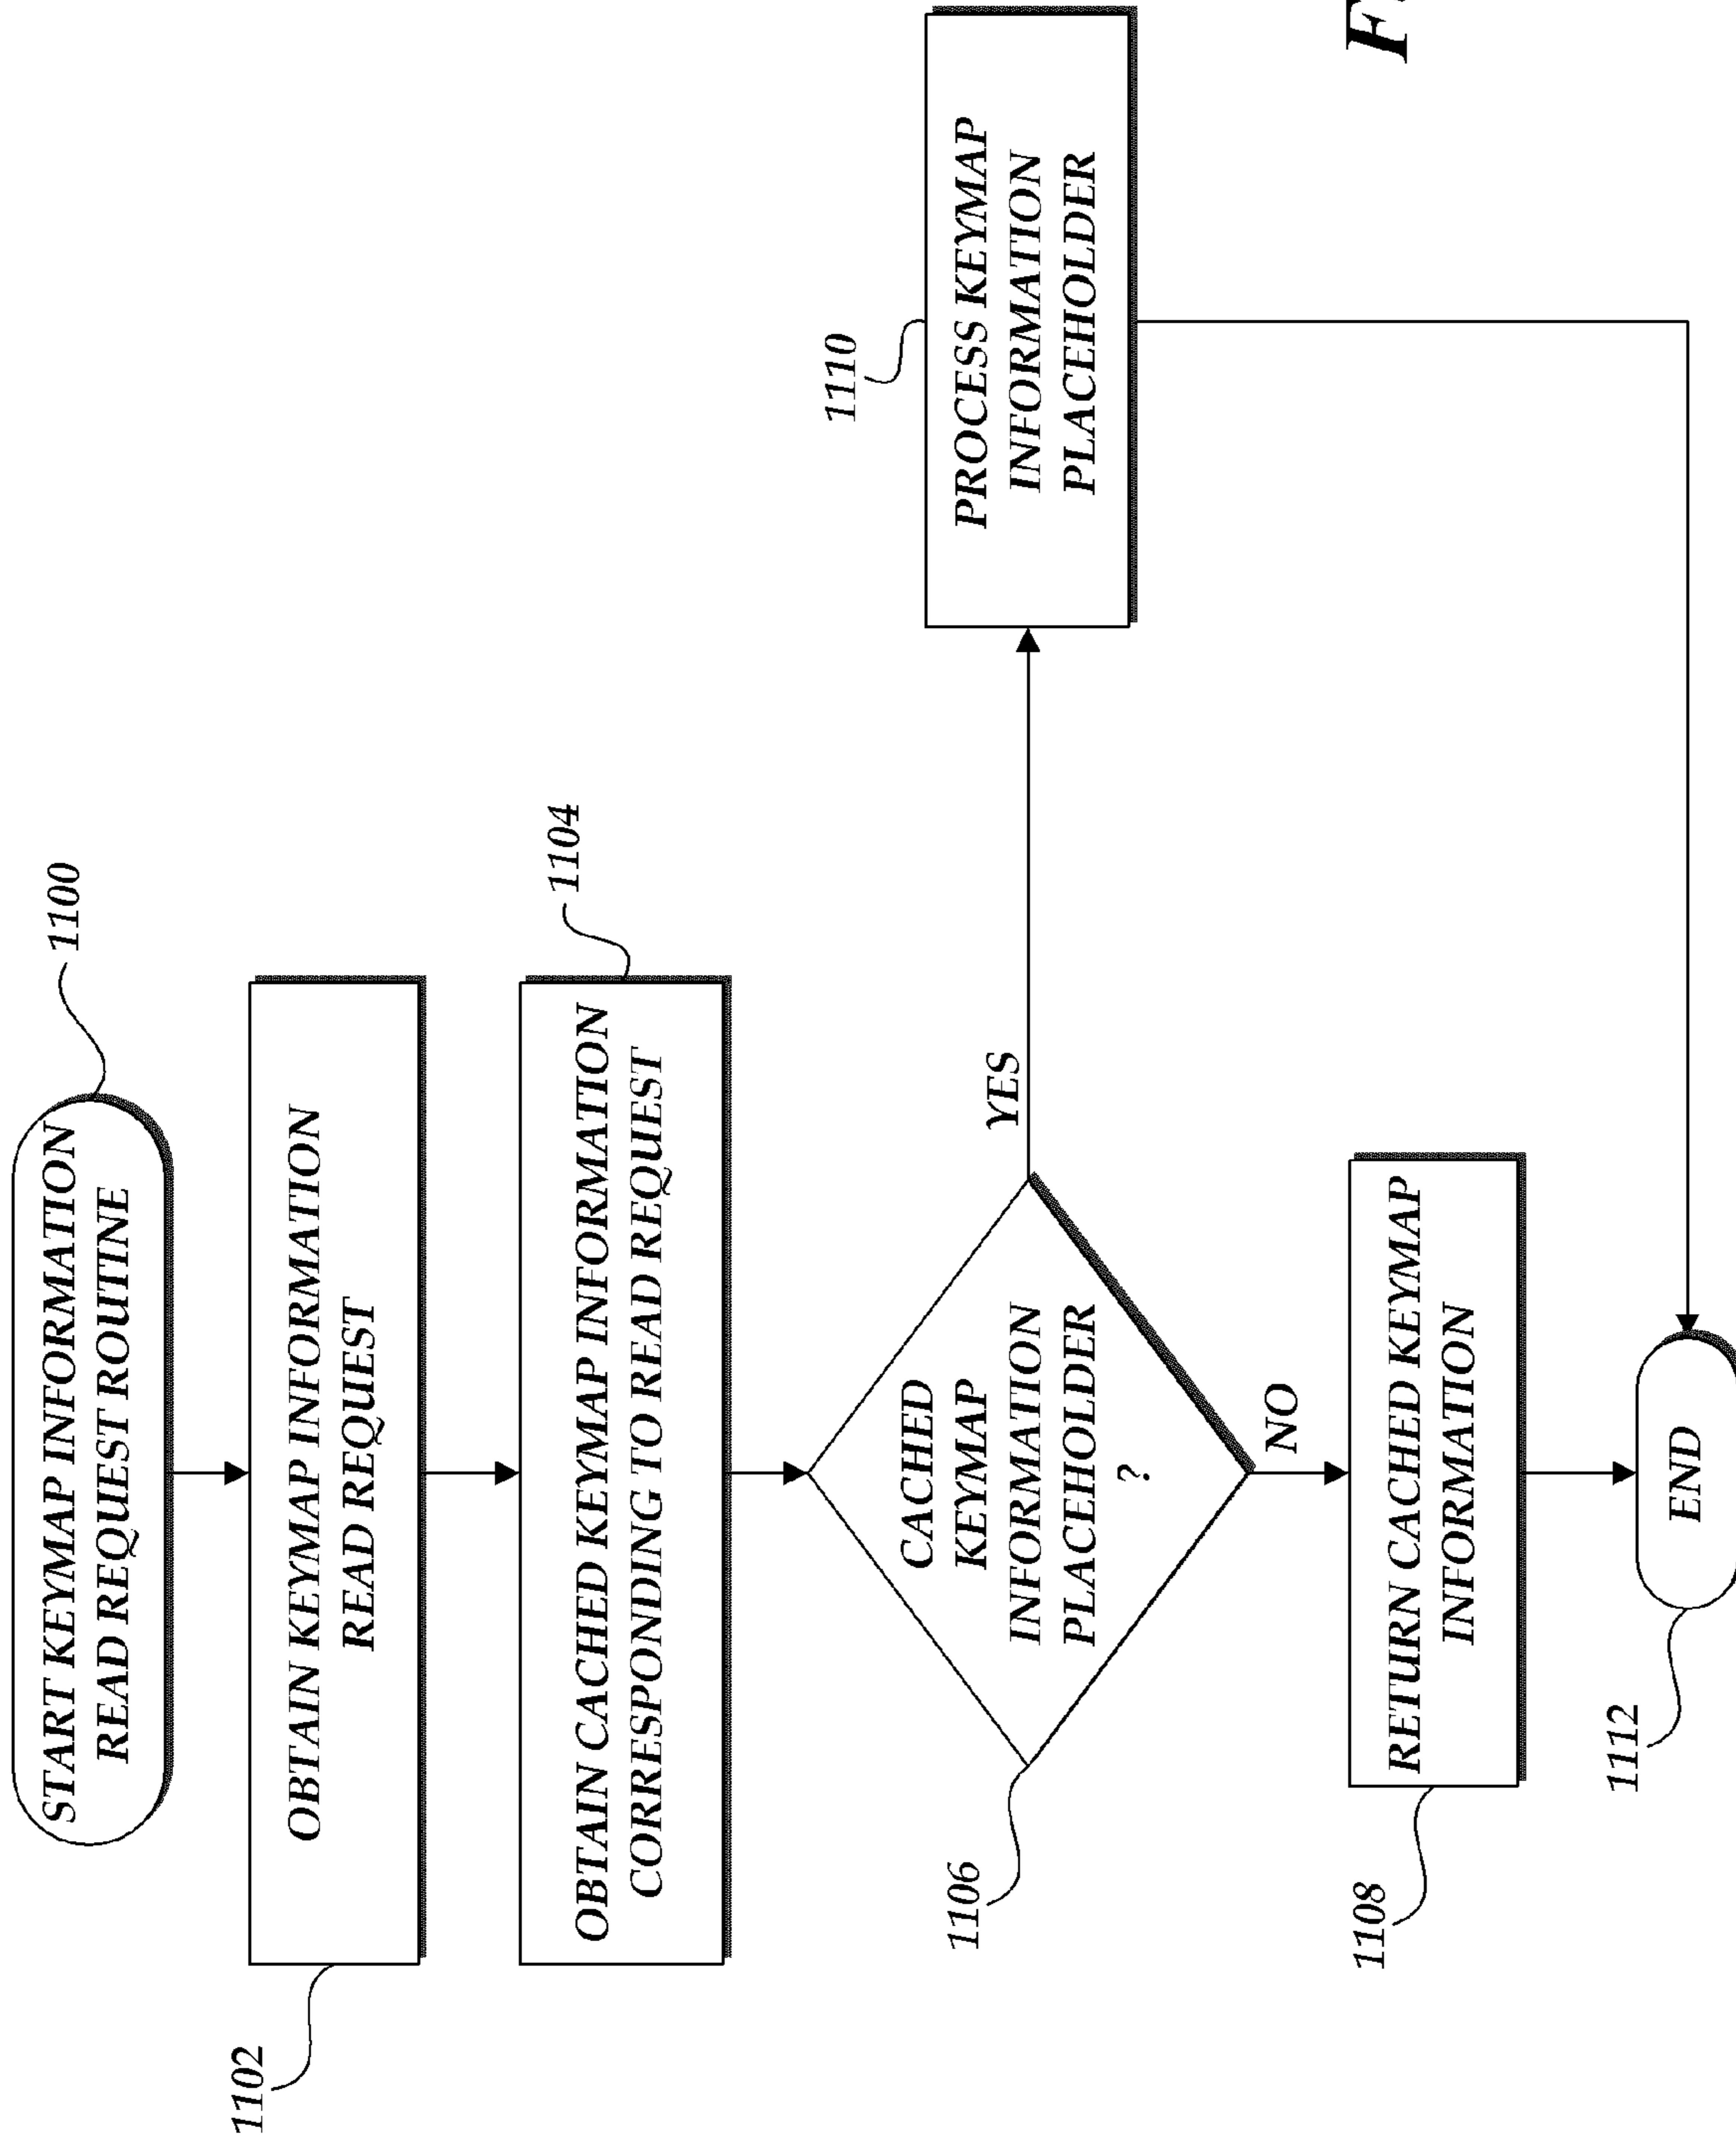 START KEYMAP INFORMATION
READ REQUEST ROUTINE
1100
OBTAIN KEYMAP INFORMATION
READ REQUEST
1102
OBTAIN CACHED KEYMAP INFORMATION
CORRESPONDING TO READ REQUEST
1104
CACHED
KEYMAP
INFORMATION
PLACEHOLDER
?
1106
YES
NO
PROCESS KEYMAP
INFORMATION
PLACEHOLDER
1110
RETURN CACHED KEYMAP
INFORMATION
1108
END
1112